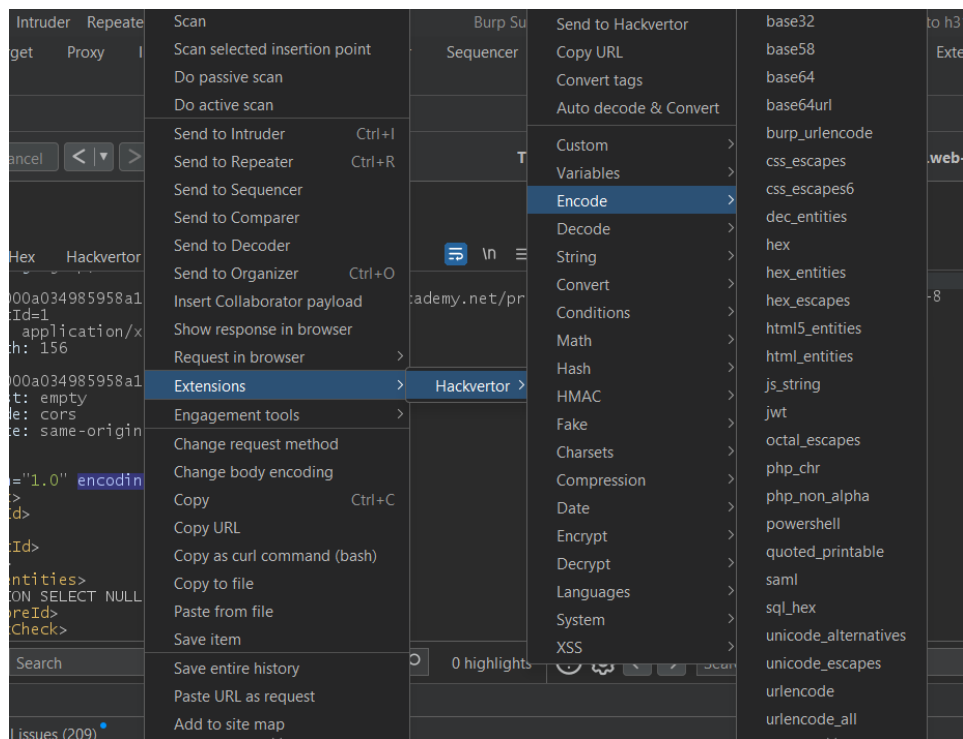 Intruder Repeate
Burp Su
to h3
get Proxy I
Sequencer
Exte
ancel < ▼ >
T
.web-
Hex Hackvertor
\n
000a034985958a1
cademy.net/pr
-8
tId=1
application/x
th: 156
000a034985958a1
st: empty
de: cors
te: same-origin
="1.0" encodin
d>
tId>
entities>
ION SELECT NULL
oreId>
kCheck>
Search
0 highlights
issues (209)
Scan
Scan selected insertion point
Do passive scan
Do active scan
Send to Intruder Ctrl+I
Send to Repeater Ctrl+R
Send to Sequencer
Send to Comparer
Send to Decoder
Send to Organizer Ctrl+O
Insert Collaborator payload
Show response in browser
Request in browser >
Extensions >
Engagement tools >
Change request method
Change body encoding
Copy Ctrl+C
Copy URL
Copy as curl command (bash)
Copy to file
Paste from file
Save item
Save entire history
Paste URL as request
Add to site map
Hackvertor >
Send to Hackvertor
Copy URL
Convert tags
Auto decode & Convert
Custom >
Variables >
Encode >
Decode >
String >
Convert >
Conditions >
Math >
Hash >
HMAC >
Fake >
Charsets >
Compression >
Date >
Encrypt >
Decrypt >
Languages >
System >
XSS >
base32
base58
base64
base64url
burp_urlencode
css_escapes
css_escapes6
dec_entities
hex
hex_entities
hex_escapes
html5_entities
html_entities
js_string
jwt
octal_escapes
php_chr
php_non_alpha
powershell
quoted_printable
saml
sql_hex
unicode_alternatives
unicode_escapes
urlencode
urlencode_all